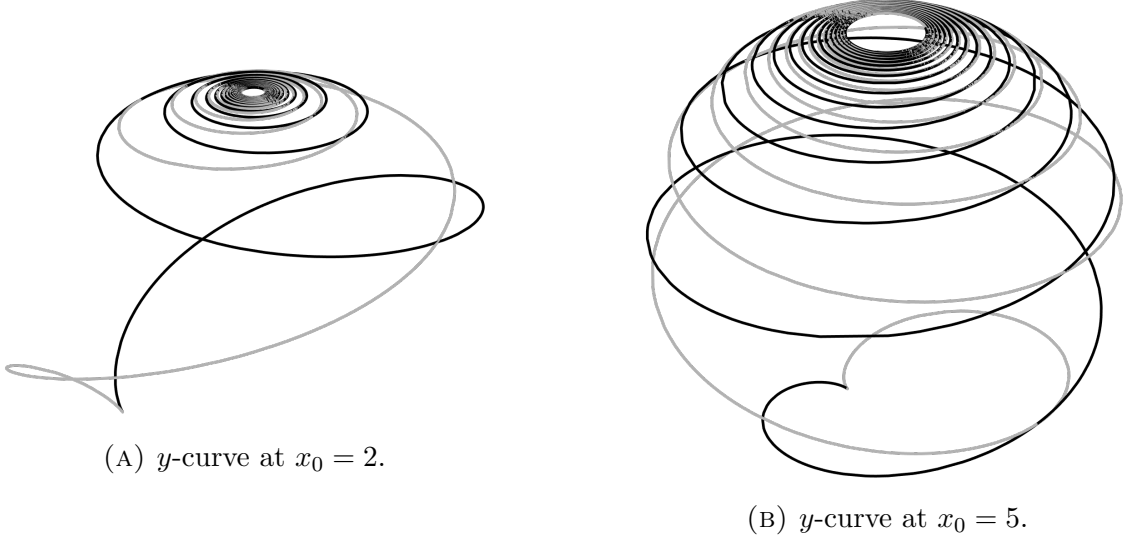 (A) y-curve at x₀ = 2.
(B) y-curve at x₀ = 5.